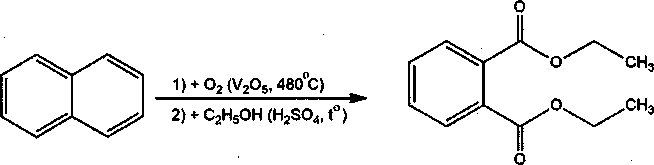 O
O
CH3
1) + O2 (V2O5, 480°C)
2) + C2H5OH (H2SO4, t°)
O
CH3
O